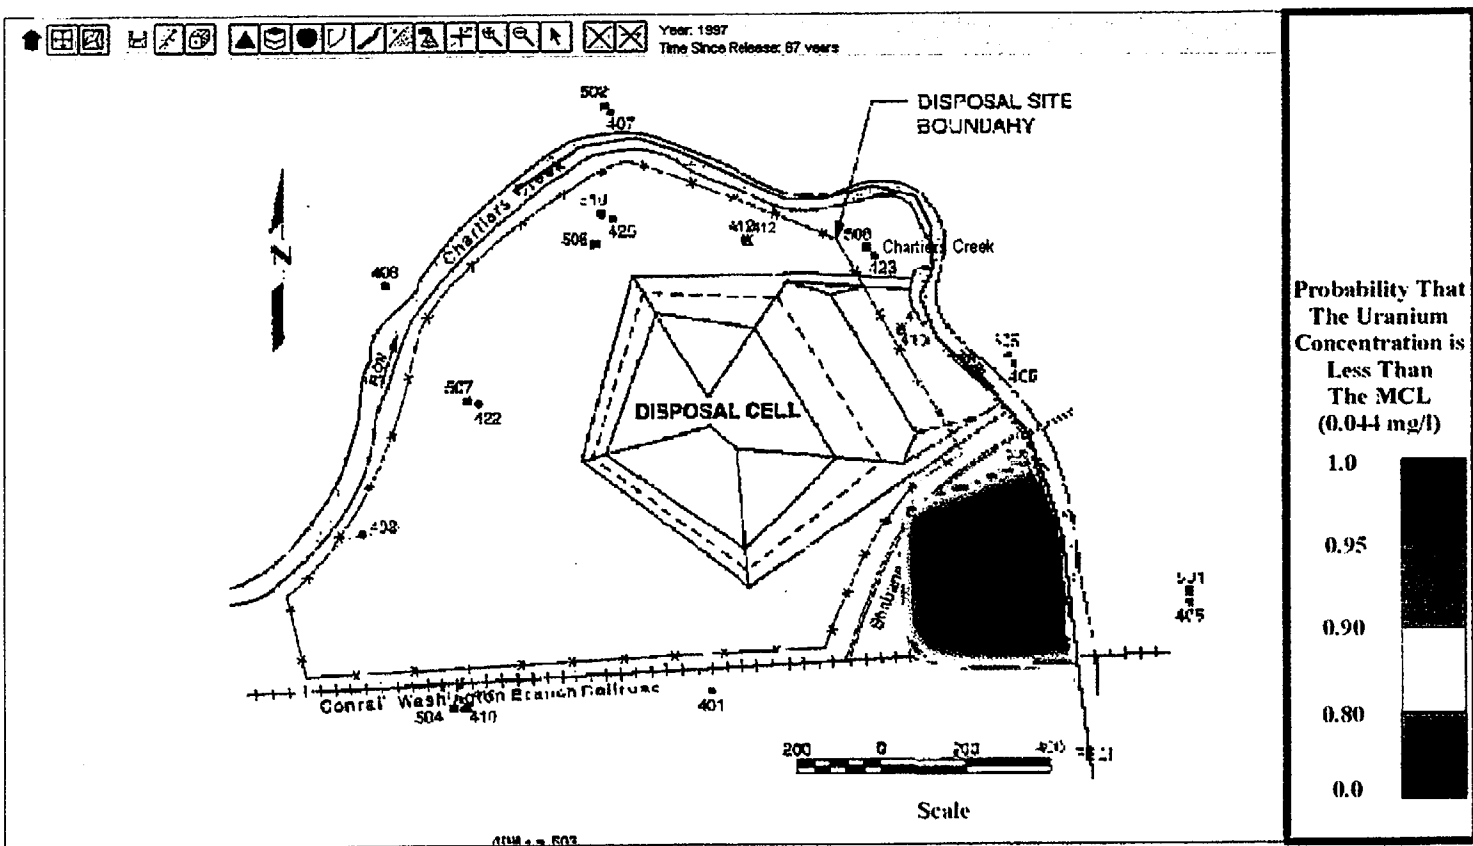 Year: 1997
Time Since Release: 67 years
502
407
DISPOSAL SITE
BOUNDARY
Chartiers Creek
Z
425
506
412
508
Chartiers Creek
423
408
507
422
DISPOSAL CELL
406
405
Conrail Washington Branch Railroad
504
410
401
200 0 200 400
Scale
503
Probability That
The Uranium
Concentration is
Less Than
The MCL
(0.044 mg/l)
1.0
0.95
0.90
0.80
0.0